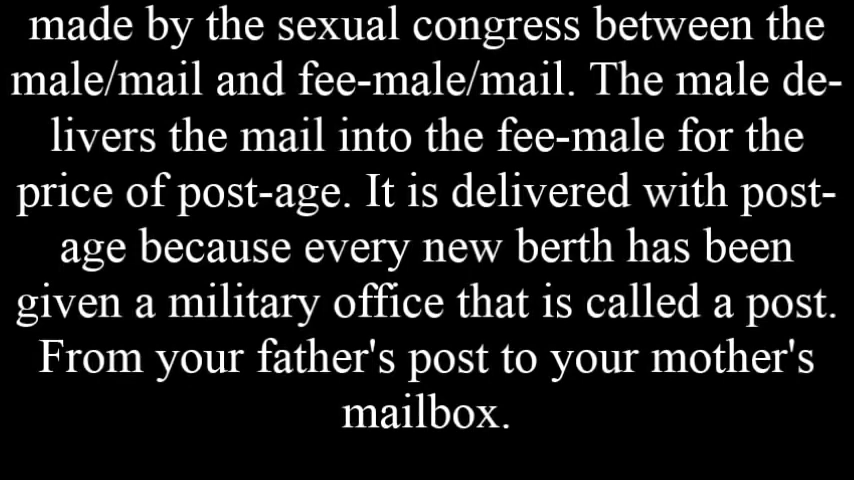 made by the sexual congress between the
male/mail and fee-male/mail. The male de-
livers the mail into the fee-male for the
price of post-age. It is delivered with post-
age because every new berth has been
given a military office that is called a post.
From your father's post to your mother's
mailbox.